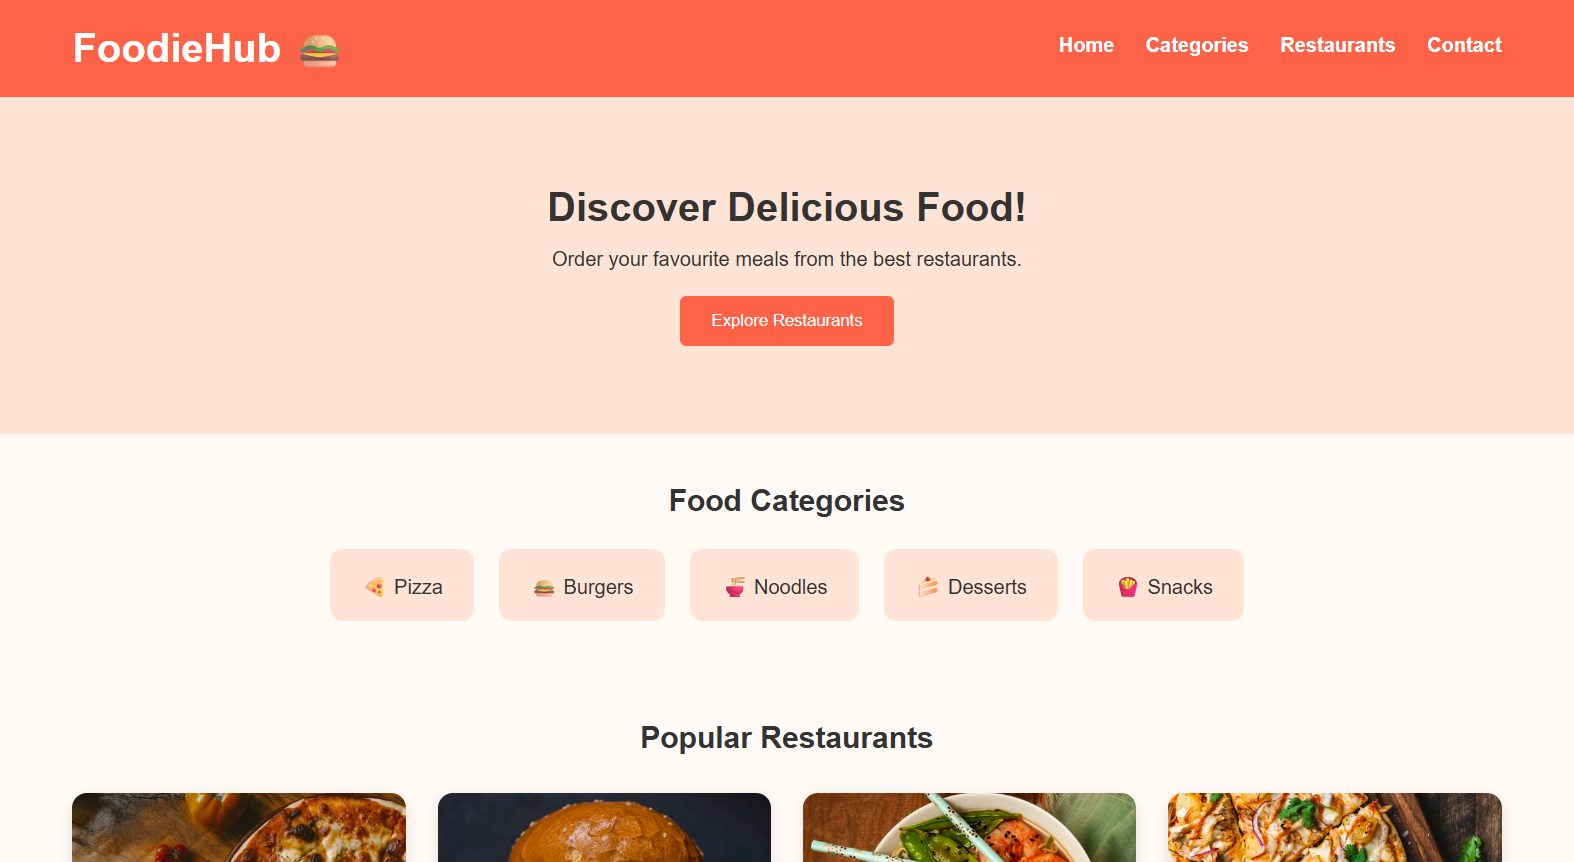 FoodieHub 🍔
Home Categories Restaurants Contact
Discover Delicious Food!
Order your favourite meals from the best restaurants.
Explore Restaurants
Food Categories
🍕 Pizza
🍔 Burgers
🍜 Noodles
🍰 Desserts
🍟 Snacks
Popular Restaurants